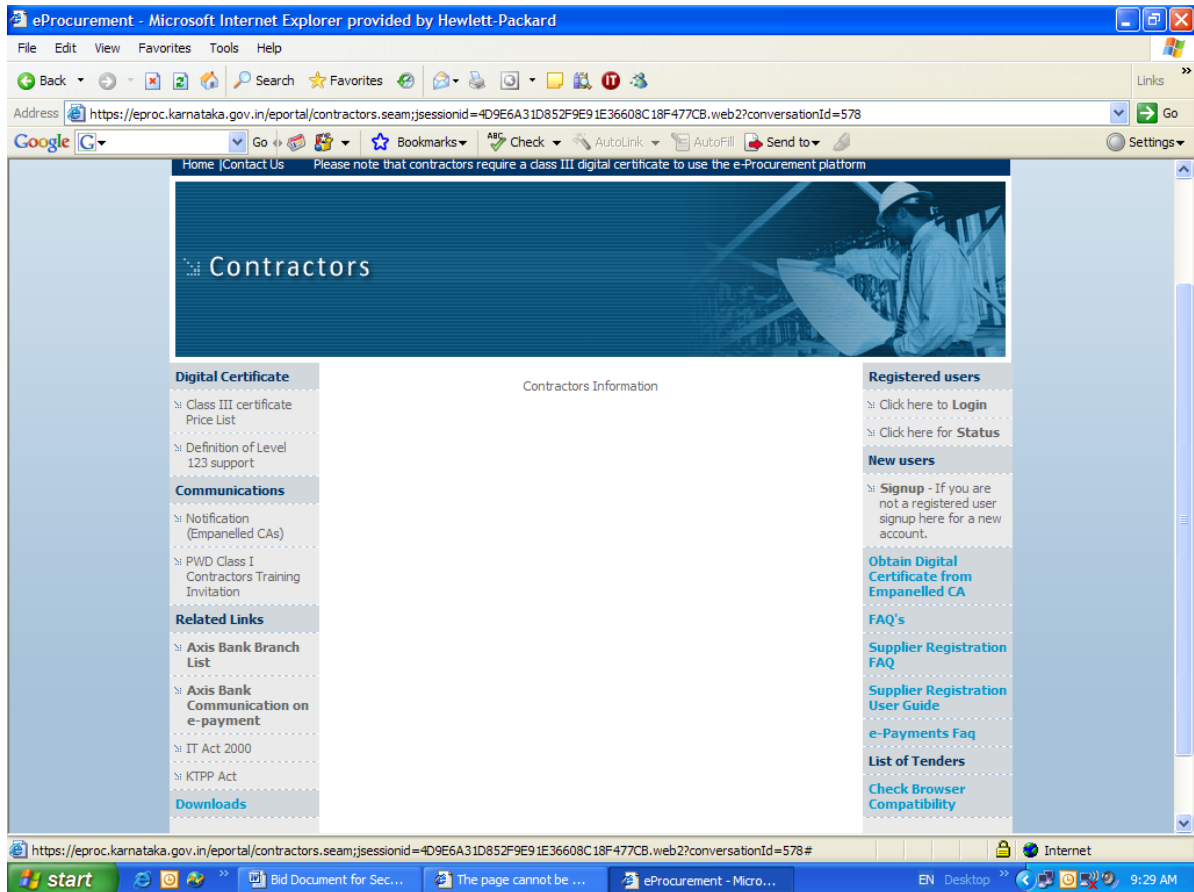 eProcurement - Microsoft Internet Explorer provided by Hewlett-Packard
File Edit View Favorites Tools Help
Back Search Favorites Links »
Address https://eproc.karnataka.gov.in/eportal/contractors.seam;jsessionid=4D9E6A31D852F9E91E36608C18F477CB.web2?conversationId=578 Go
Google G Go Bookmarks ABC Check AutoLink AutoFill Send to Settings
Home |Contact Us Please note that contractors require a class III digital certificate to use the e-Procurement platform
Contractors
Digital Certificate
Class III certificate
Price List
Definition of Level
123 support
Communications
Notification
(Empanelled CAs)
PWD Class I
Contractors Training
Invitation
Related Links
Axis Bank Branch
List
Axis Bank
Communication on
e-payment
IT Act 2000
KTPP Act
Downloads
Contractors Information
Registered users
Click here to Login
Click here for Status
New users
Signup - If you are
not a registered user
signup here for a new
account.
Obtain Digital
Certificate from
Empanelled CA
FAQ's
Supplier Registration
FAQ
Supplier Registration
User Guide
e-Payments Faq
List of Tenders
Check Browser
Compatibility
https://eproc.karnataka.gov.in/eportal/contractors.seam;jsessionid=4D9E6A31D852F9E91E36608C18F477CB.web2?conversationId=578# Internet
start » Bid Document for Sec... The page cannot be ... eProcurement - Micro... EN Desktop » 9:29 AM